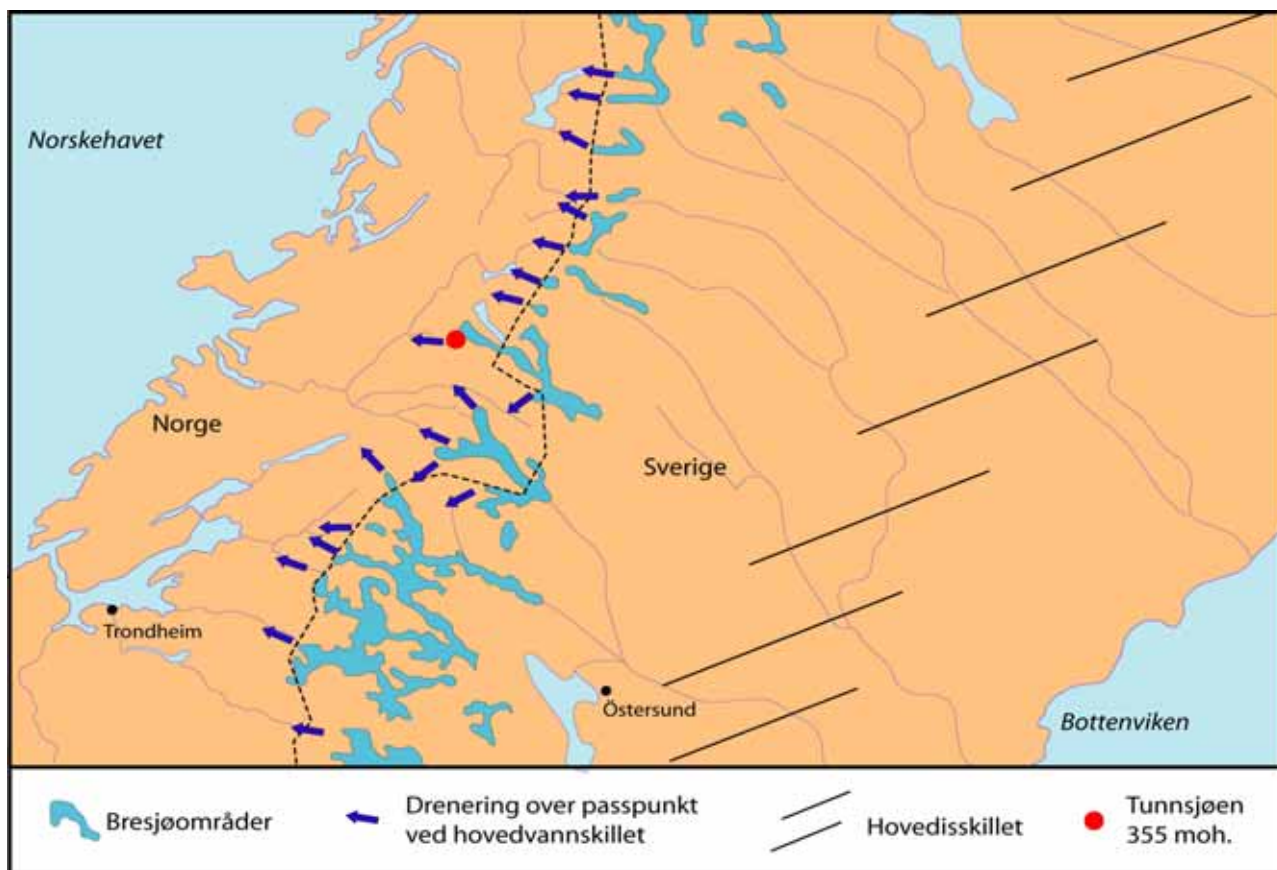 Norskehavet
Norge
Sverige
Trondheim
Östersund
Bottenviken
Bresjøområder
Drenering over passpunkt
ved hovedvannskillet
Hovedisskillet
Tunnsjøen
355 moh.